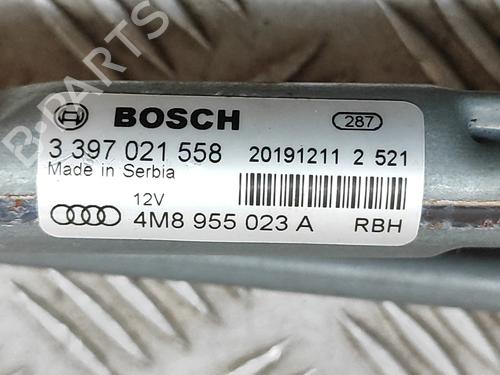 BOSCH 287
3 397 021 558 20191211 2 521
Made in Serbia
12V
4M8 955 023 A RBH
B-PARTS